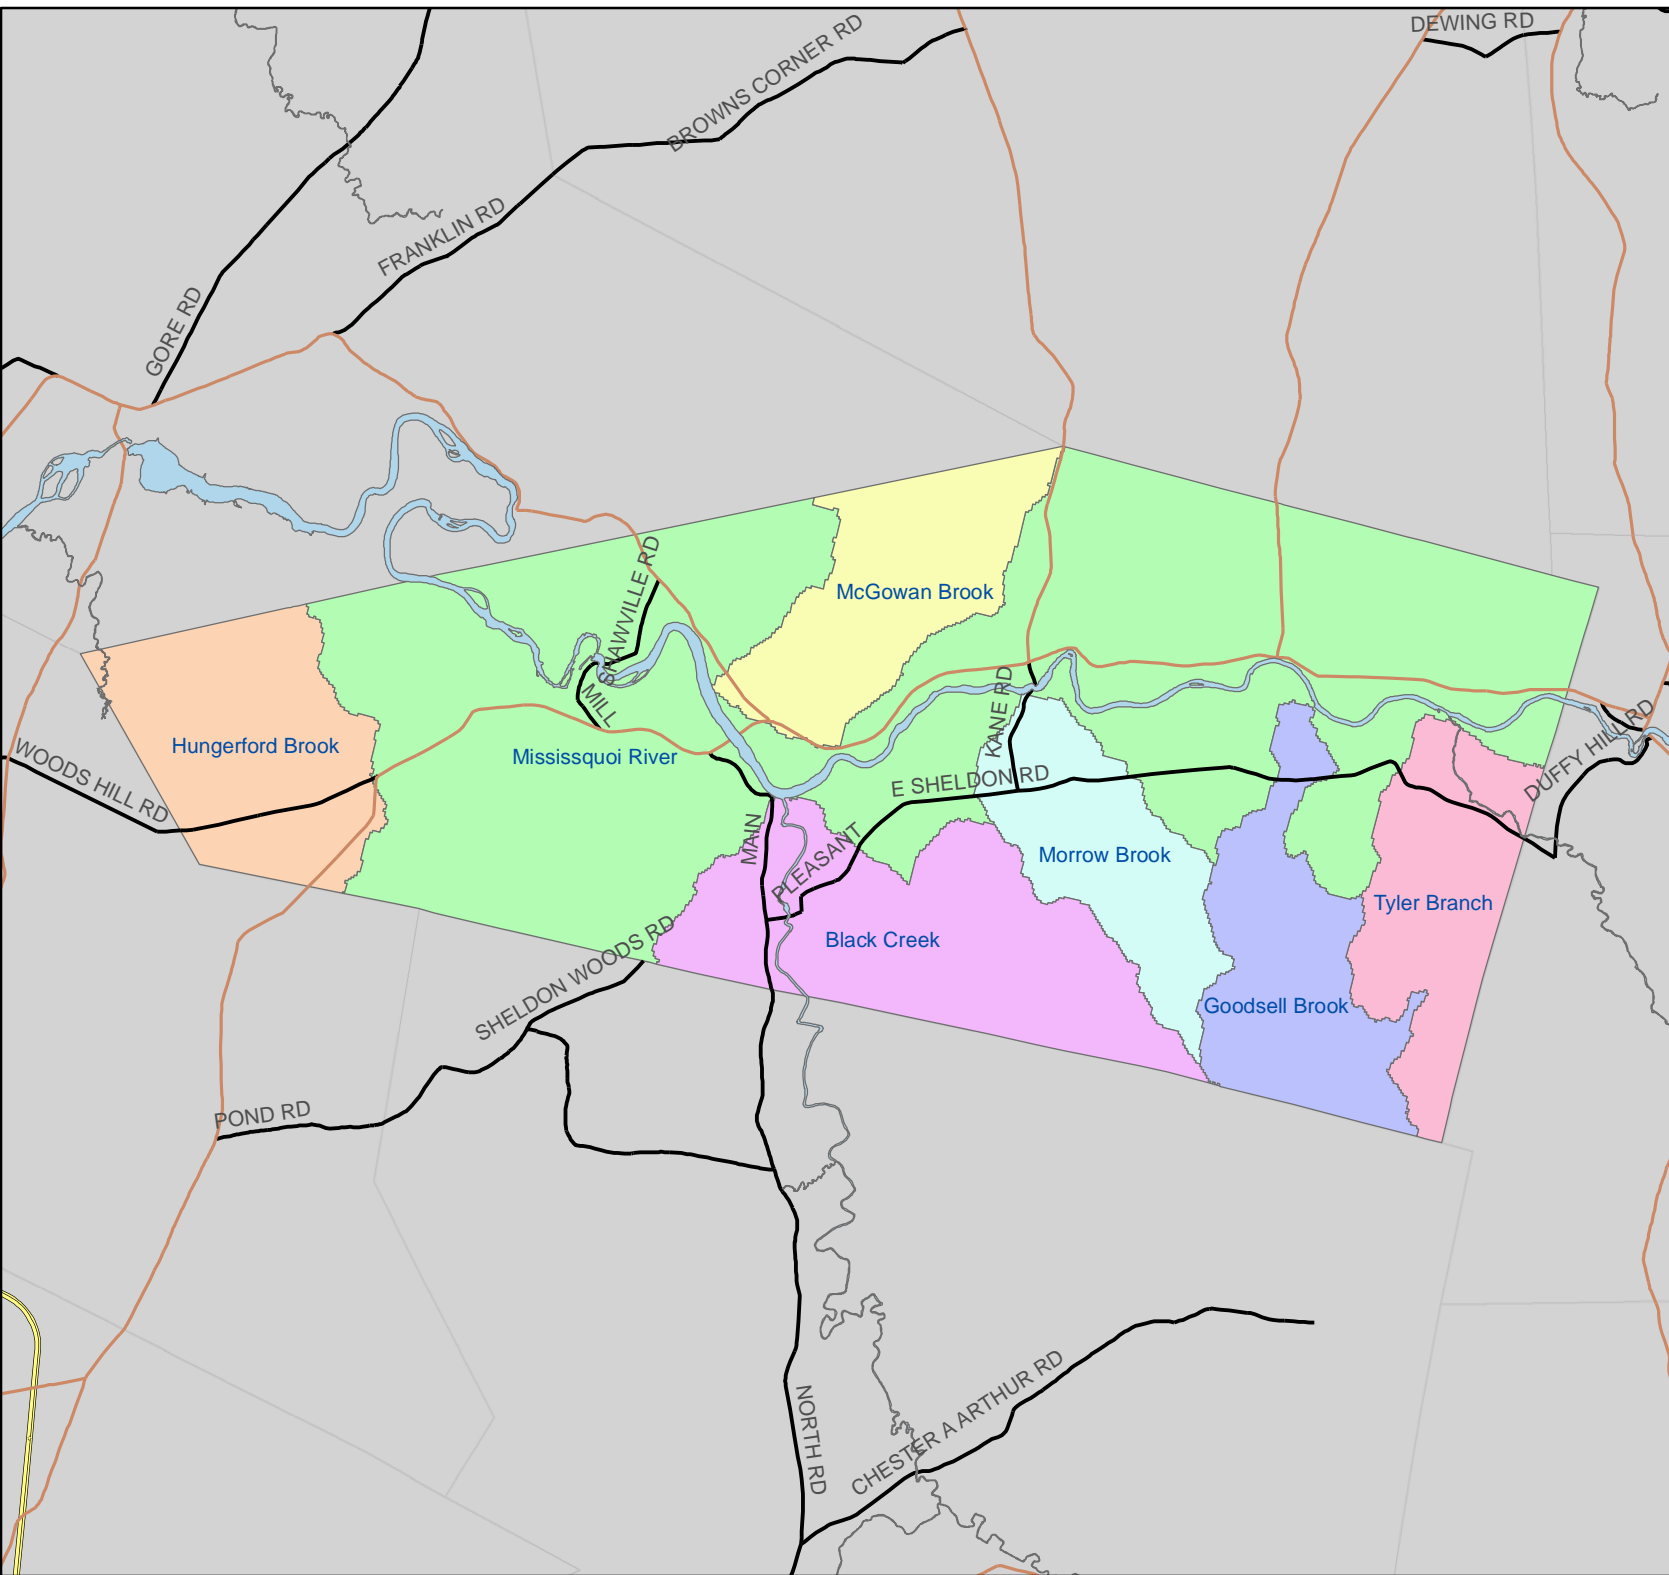 DEWING RD
BROWNS CORNER RD
FRANKLIN RD
GORE RD
SHAWVILLE RD
McGowan Brook
MILL
KANE RD
Hungerford Brook
Mississquoi River
WOODS HILL RD
DUFFY HILL RD
E SHELDON RD
MAIN
PLEASANT
Morrow Brook
Tyler Branch
Black Creek
SHELDON WOODS RD
Goodsell Brook
POND RD
NORTH RD
CHESTER A ARTHUR RD